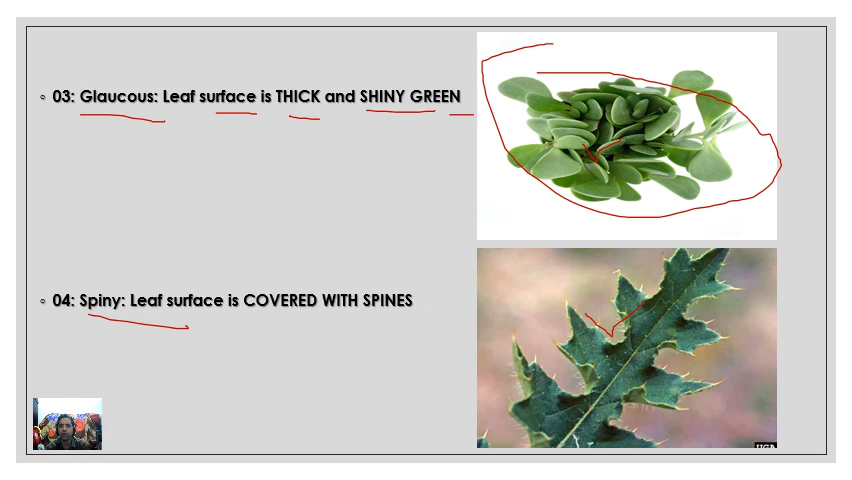 ◦ 03: Glaucous: Leaf surface is THICK and SHINY GREEN
◦ 04: Spiny: Leaf surface is COVERED WITH SPINES